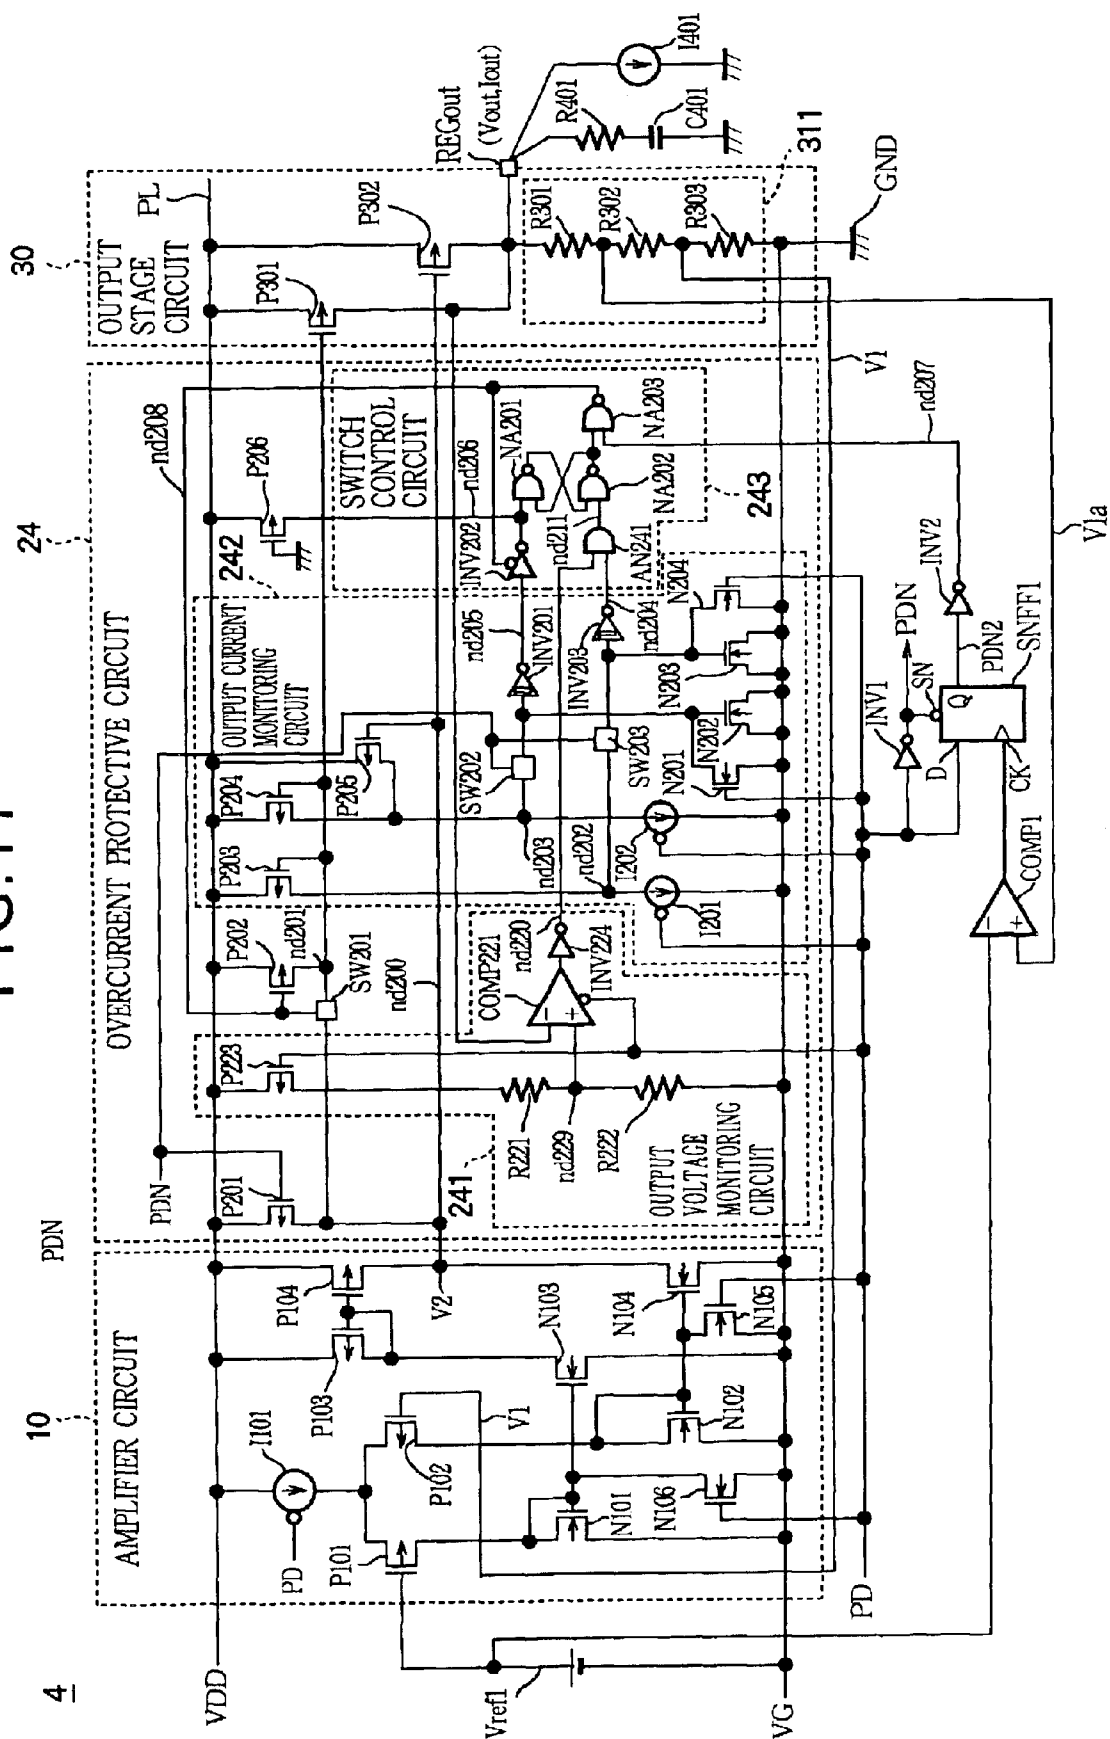 4
10
AMPLIFIER CIRCUIT
PDN
24
OVERCURRENT PROTECTIVE CIRCUIT
30
OUTPUT
STAGE
CIRCUIT
VDD
I101
PD
P101
P102
P103
P104
V1
V2
N101
N102
N103
N104
N105
N106
Vref1
VG
PD
PDN
P201
P223
P202
nd201
SW201
nd200
241
R221
nd229
R222
OUTPUT
VOLTAGE
MONITORING
CIRCUIT
COMP221
nd220
INV224
P203
P204
P205
OUTPUT CURRENT
MONITORING
CIRCUIT
242
nd208
P206
SW202
nd203
nd202
SW203
I201
I202
N201
N202
N203
N204
nd205
INV201
INV203
nd204
SWITCH
CONTROL
CIRCUIT
INV202
nd206
NA201
nd211
AN241
NA202
NA203
243
PL
P301
P302
REGout
(Vout,Iout)
R401
C401
I401
R301
R302
R303
311
GND
V1
nd207
V1a
INV1
PDN
SN
D
Q
CK
PDN2
INV2
SNFF1
COMP1
−
+
−
+